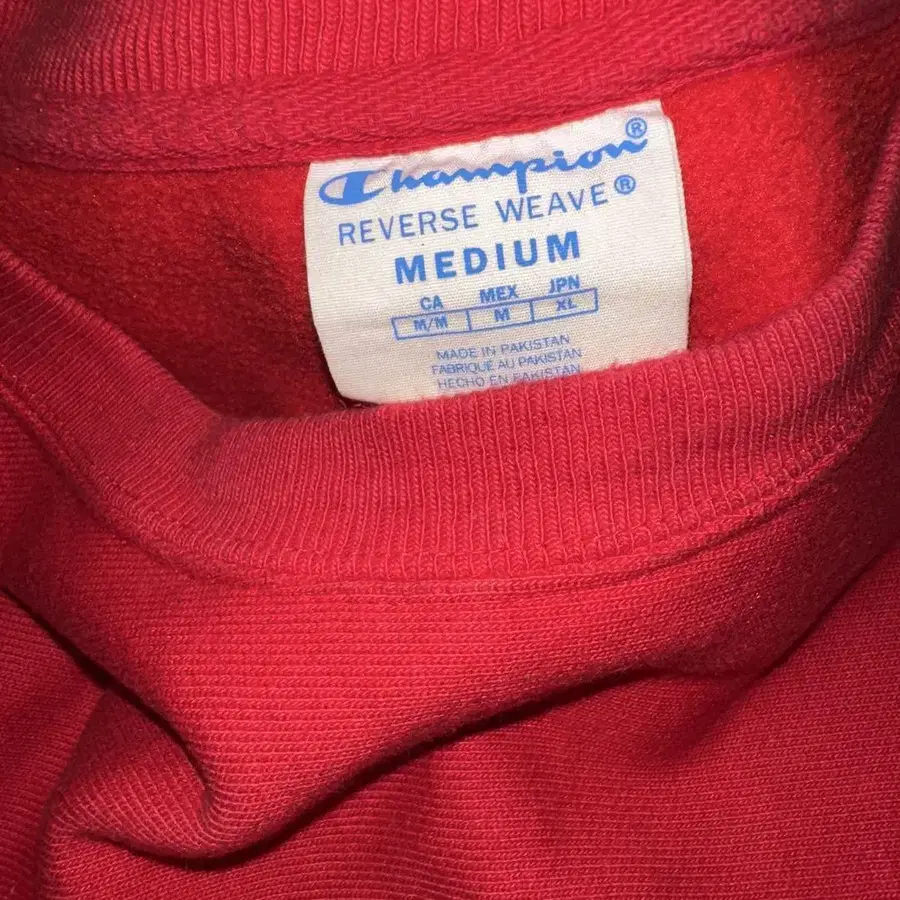 Champion®
REVERSE WEAVE®
MEDIUM
CA MEX JPN
M/M M XL
MADE IN PAKISTAN
FABRIQUÉ AU PAKISTAN
HECHO EN PAKISTAN